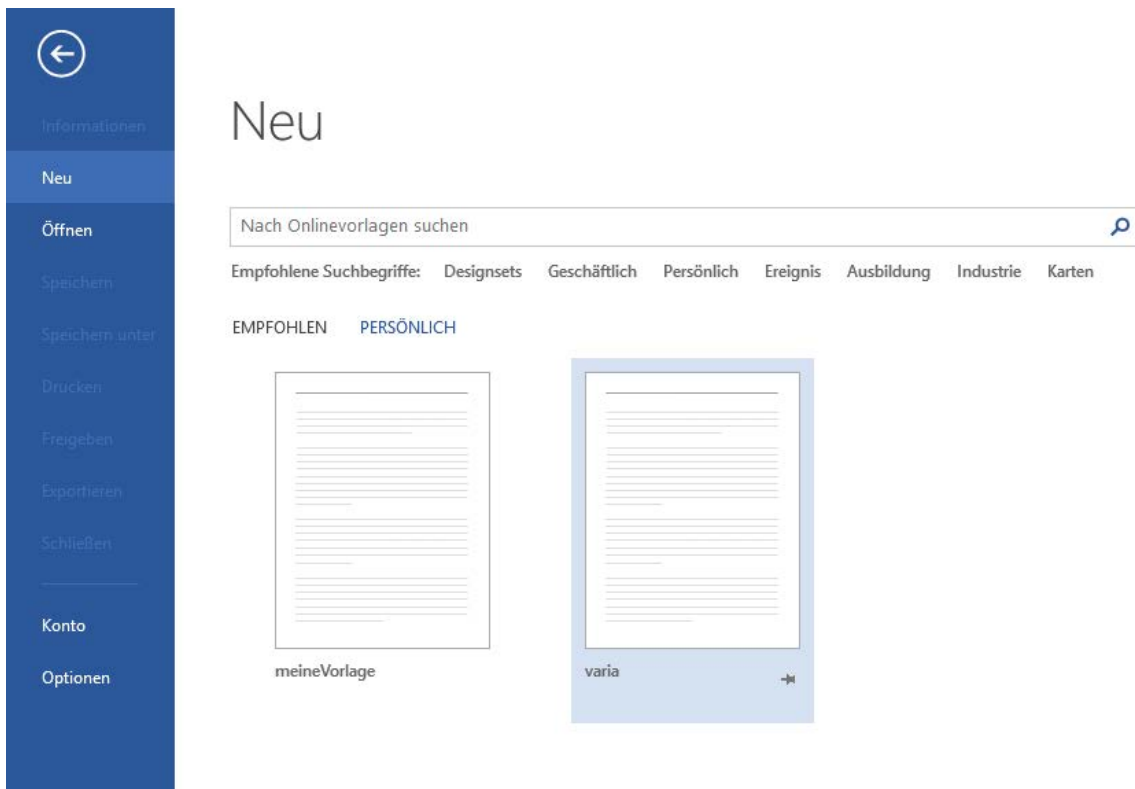 Informationen
Neu
Öffnen
Speichern
Speichern unter
Drucken
Freigeben
Exportieren
Schließen
Konto
Optionen
Neu
Nach Onlinevorlagen suchen
Empfohlene Suchbegriffe: Designsets Geschäftlich Persönlich Ereignis Ausbildung Industrie Karten
EMPFOHLEN PERSÖNLICH
meineVorlage varia